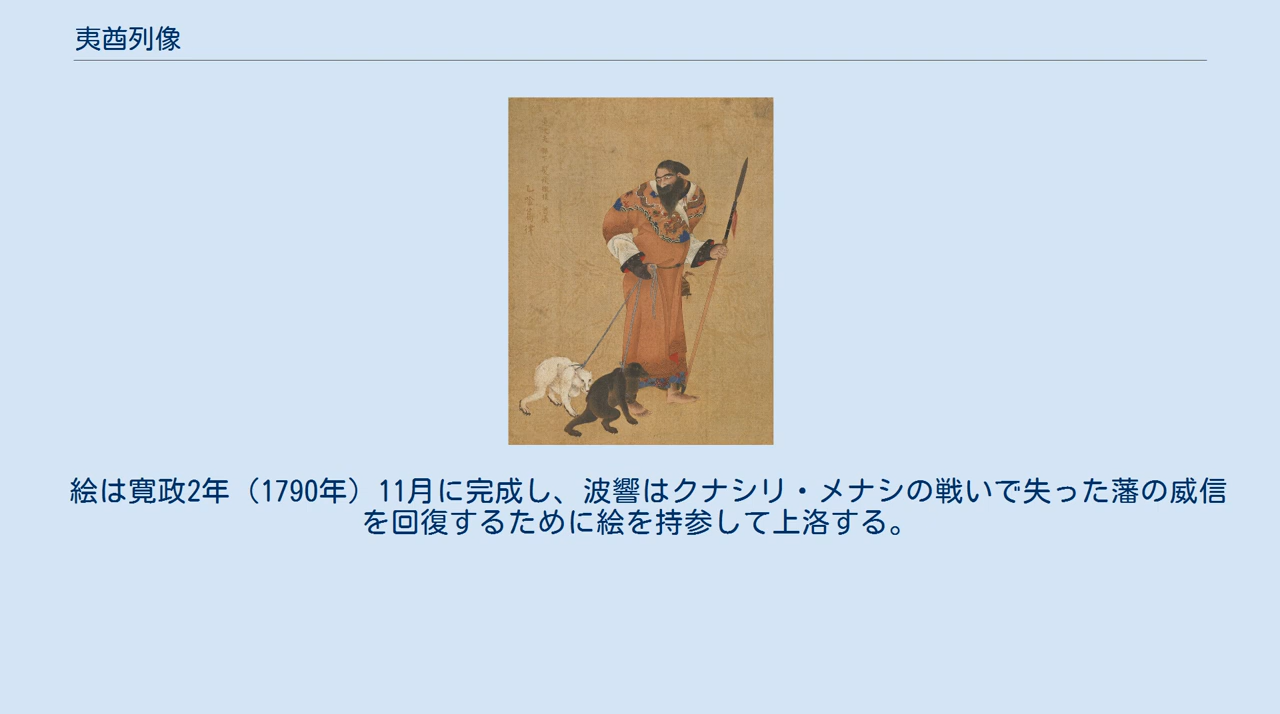 夷酋列像
絵は寛政2年（1790年）11月に完成し、波響はクナシリ・メナシの戦いで失った藩の威信
を回復するために絵を持参して上洛する。